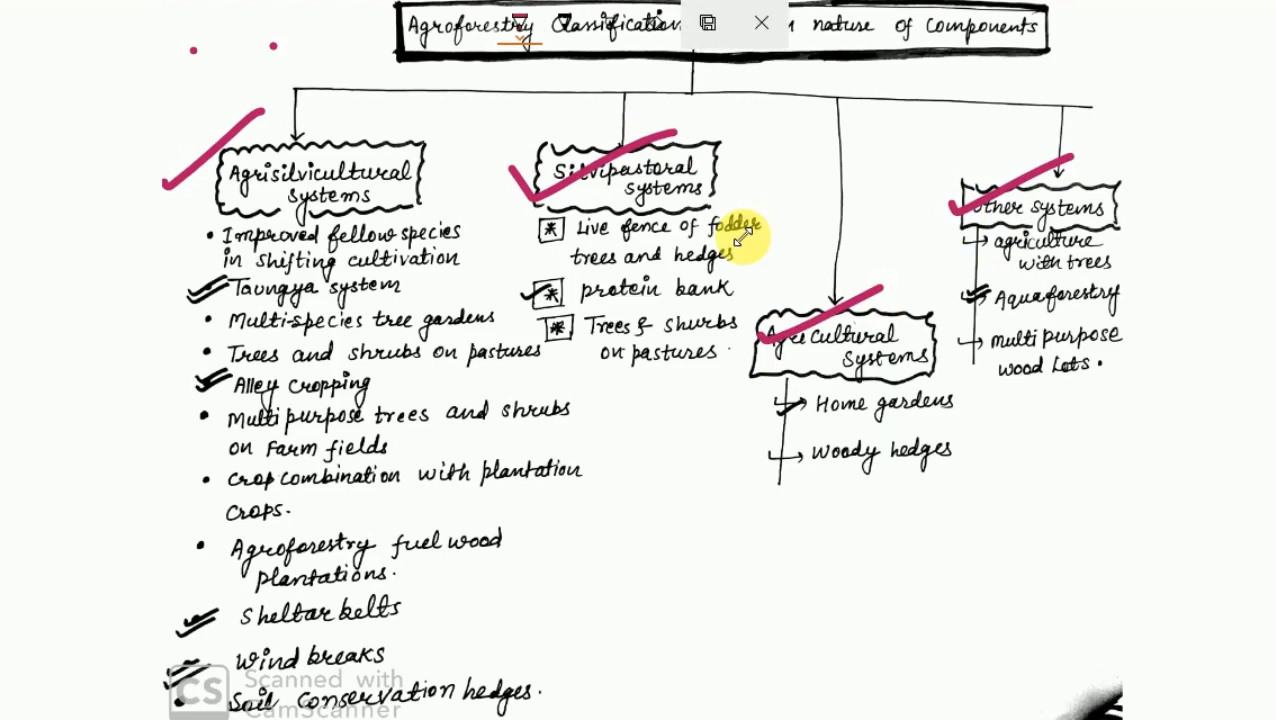 Agroforestry Classification nature of Components
Agrisilvicultural
systems
• Improved fellow species
in shifting cultivation
Taungya system
• Multi-species tree gardens
• Trees and shrubs on pastures
Alley cropping
• Multipurpose trees and shrubs
on Farm fields
• Crop combination with plantation
crops.
• Agroforestry fuel wood
plantations.
Sheltar belts
Wind breaks
• Soil conservation hedges.
Silvipastoral
systems
* Live fence of fodder
trees and hedges
* protein bank
* Trees & shurbs
on pastures.
Systems
→ Home gardens
→ Woody hedges
other systems
→ agriculture
with trees
Aquaforestry
→ Multi purpose
wood Lots.
CS Scanned with
CamScanner